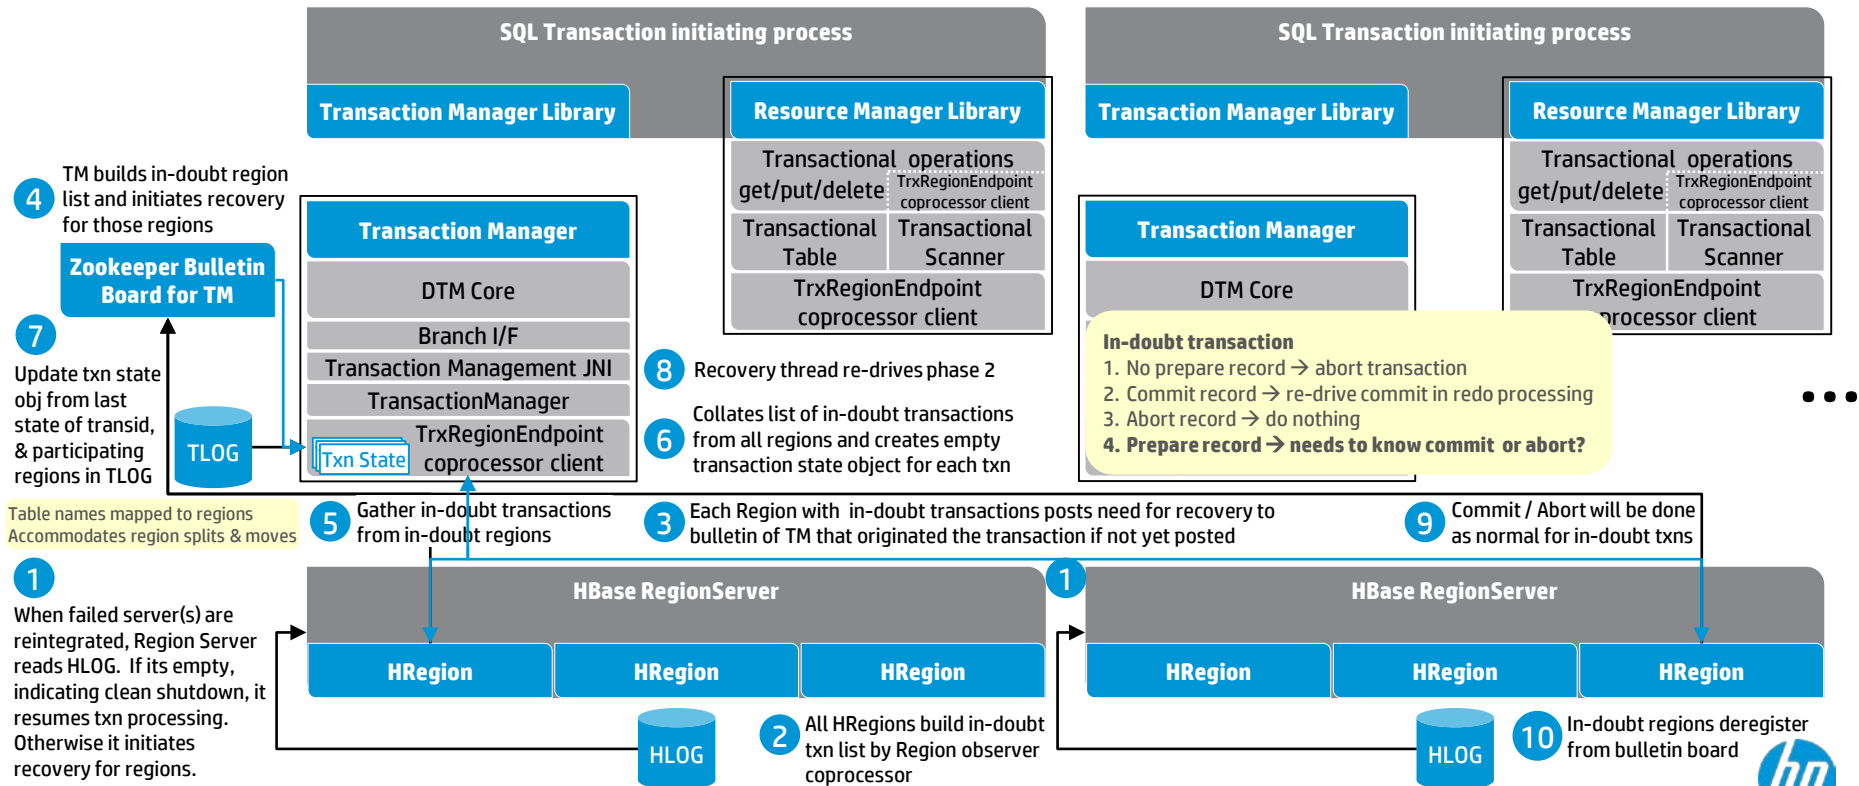 SQL Transaction initiating process
Transaction Manager Library
Resource Manager Library
Transactional operations
get/put/delete
TrxRegionEndpoint
coprocessor client
Transactional
Table
Transactional
Scanner
TrxRegionEndpoint
coprocessor client
SQL Transaction initiating process
Transaction Manager Library
Resource Manager Library
Transactional operations
get/put/delete
TrxRegionEndpoint
coprocessor client
Transactional
Table
Transactional
Scanner
TrxRegionEndpoint
processor client
4
TM builds in-doubt region
list and initiates recovery
for those regions
Zookeeper Bulletin
Board for TM
7
Update txn state
obj from last
state of transid,
& participating
regions in TLOG
TLOG
Transaction Manager
DTM Core
Branch I/F
Transaction Management JNI
TransactionManager
Txn State
TrxRegionEndpoint
coprocessor client
8
Recovery thread re-drives phase 2
6
Collates list of in-doubt transactions
from all regions and creates empty
transaction state object for each txn
Transaction Manager
DTM Core
In-doubt transaction
1. No prepare record → abort transaction
2. Commit record → re-drive commit in redo processing
3. Abort record → do nothing
4. Prepare record → needs to know commit or abort?
• • •
Table names mapped to regions
Accommodates region splits & moves
5
Gather in-doubt transactions
from in-doubt regions
3
Each Region with in-doubt transactions posts need for recovery to
bulletin of TM that originated the transaction if not yet posted
9
Commit / Abort will be done
as normal for in-doubt txns
1
When failed server(s) are
reintegrated, Region Server
reads HLOG. If its empty,
indicating clean shutdown, it
resumes txn processing.
Otherwise it initiates
recovery for regions.
HBase RegionServer
HRegion
HRegion
HRegion
HLOG
2
All HRegions build in-doubt
txn list by Region observer
coprocessor
1
HBase RegionServer
HRegion
HRegion
HRegion
HLOG
10
In-doubt regions deregister
from bulletin board
hp